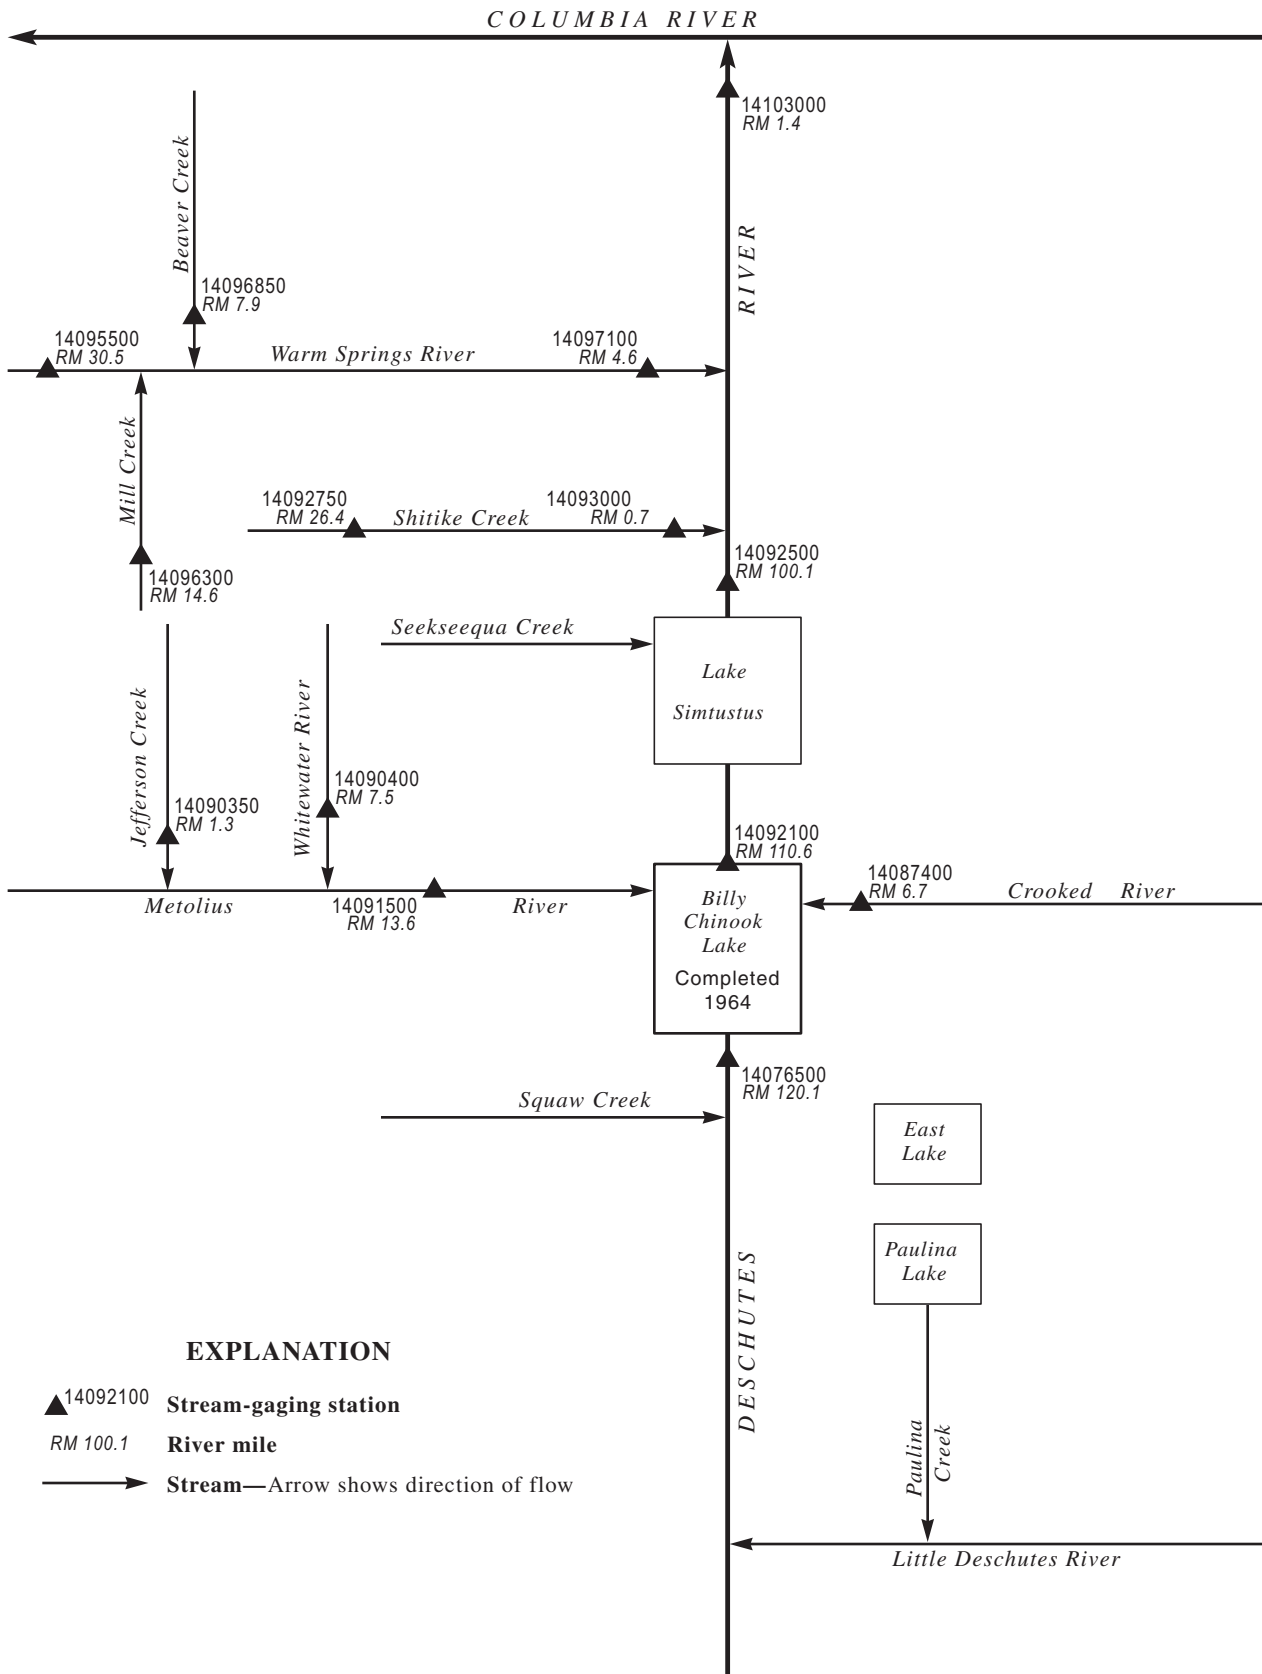 COLUMBIA RIVER
14103000
RM 1.4
Beaver Creek
RIVER
14096850
RM 7.9
14095500
RM 30.5
Warm Springs River
14097100
RM 4.6
Mill Creek
14092750
RM 26.4
Shitike Creek
14093000
RM 0.7
14092500
RM 100.1
14096300
RM 14.6
Seekseequa Creek
Lake
Simtustus
Jefferson Creek
Whitewater River
14090350
RM 1.3
14090400
RM 7.5
14092100
RM 110.6
14087400
RM 6.7
Crooked River
Metolius
14091500
RM 13.6
River
Billy
Chinook
Lake
Completed
1964
14076500
RM 120.1
Squaw Creek
East
Lake
Paulina
Lake
DESCHUTES
Paulina
Creek
Little Deschutes River
EXPLANATION
14092100 Stream-gaging station
RM 100.1 River mile
Stream—Arrow shows direction of flow